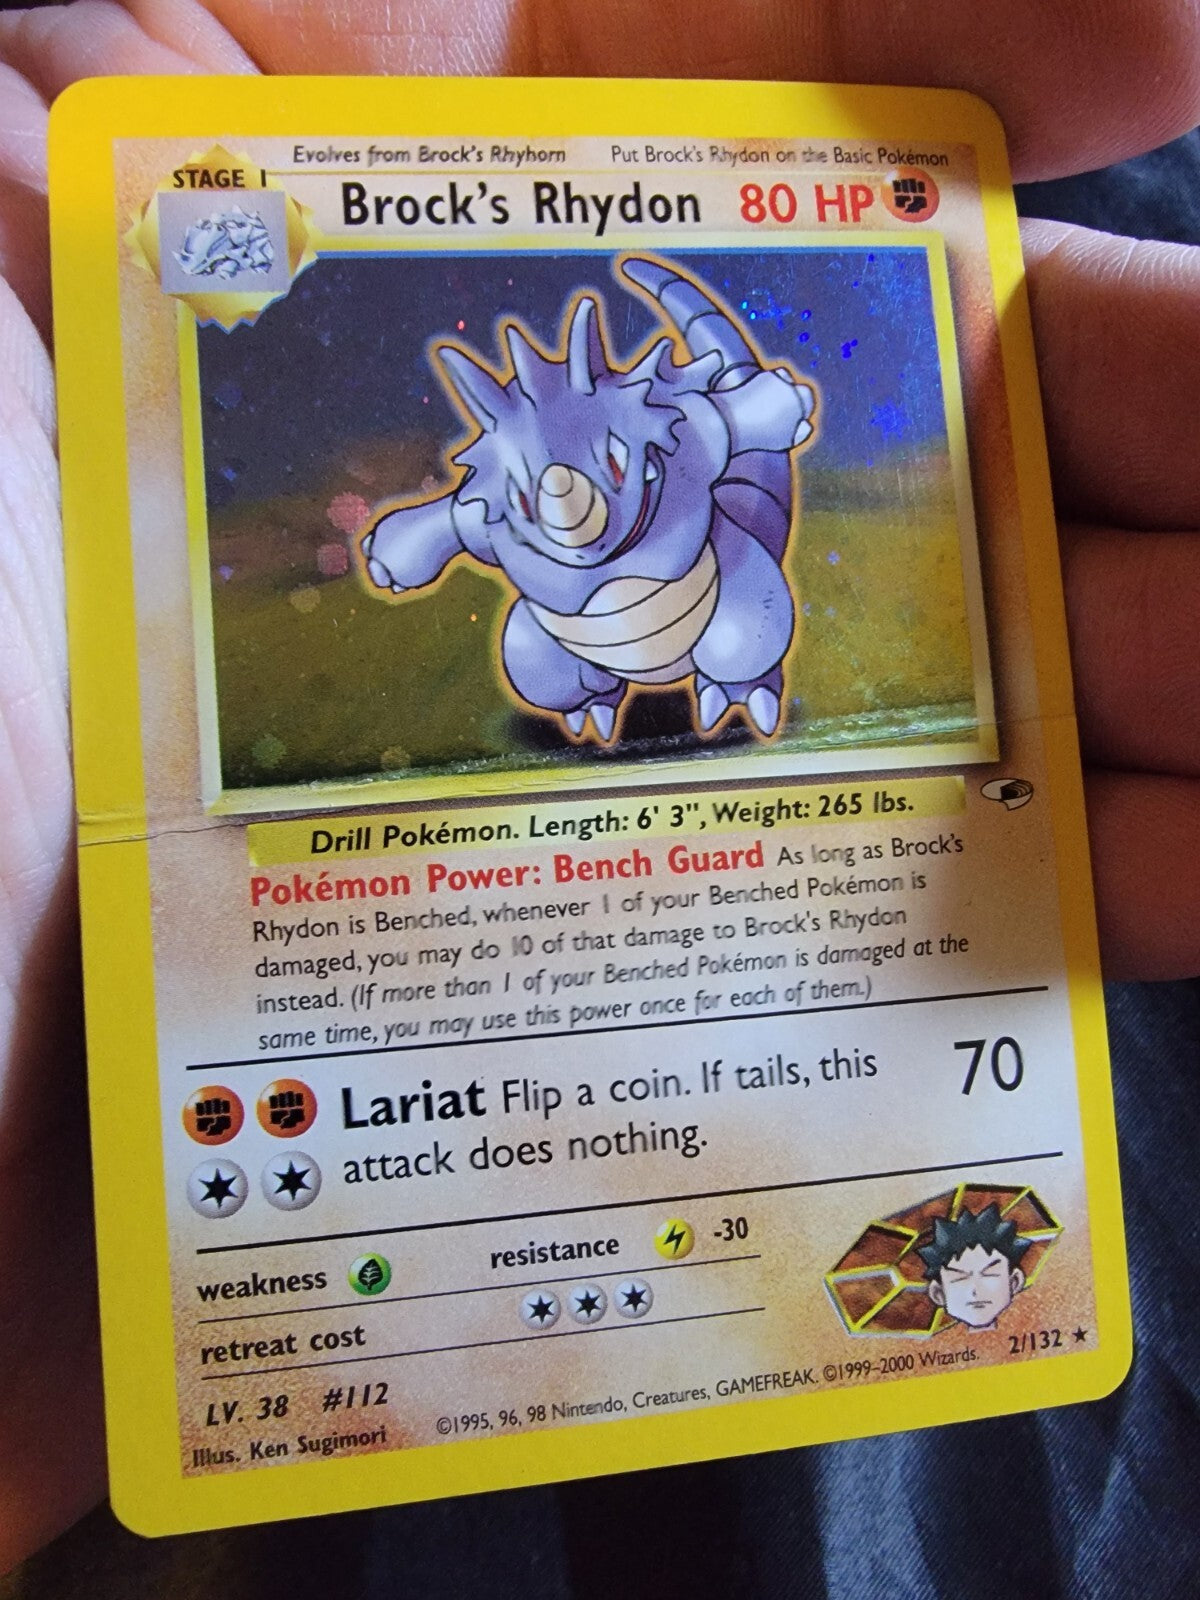 Evolves from Brock's Rhyhorn Put Brock's Rhydon on the Basic Pokémon
STAGE 1
Brock's Rhydon 80 HP
Drill Pokémon. Length: 6' 3", Weight: 265 lbs.
Pokémon Power: Bench Guard As long as Brock's
Rhydon is Benched, whenever 1 of your Benched Pokémon is
damaged, you may do 10 of that damage to Brock's Rhydon
instead. (If more than 1 of your Benched Pokémon is damaged at the
same time, you may use this power once for each of them.)
Lariat Flip a coin. If tails, this 70
attack does nothing.
weakness resistance -30
retreat cost
LV. 38 #112
Illus. Ken Sugimori
©1995, 96, 98 Nintendo, Creatures, GAMEFREAK. ©1999-2000 Wizards. 2/132 ★